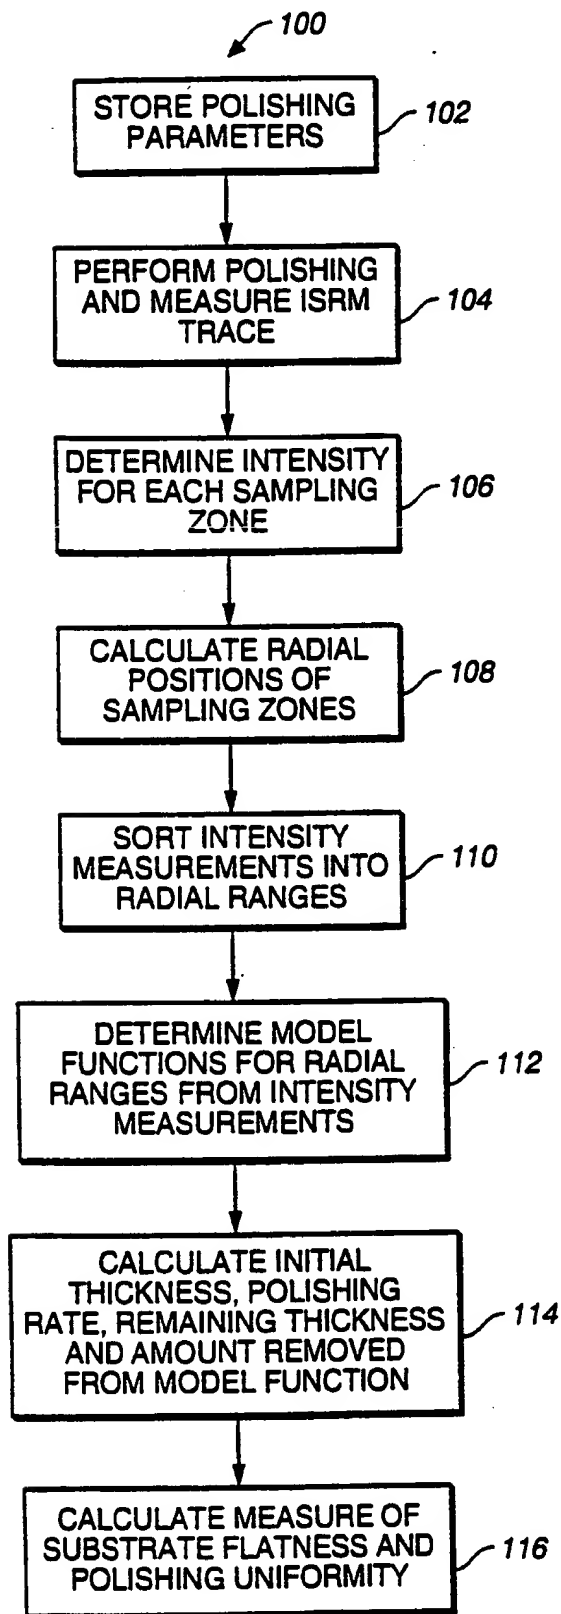 100
STORE POLISHING
PARAMETERS
102
PERFORM POLISHING
AND MEASURE ISRM
TRACE
104
DETERMINE INTENSITY
FOR EACH SAMPLING
ZONE
106
CALCULATE RADIAL
POSITIONS OF
SAMPLING ZONES
108
SORT INTENSITY
MEASUREMENTS INTO
RADIAL RANGES
110
DETERMINE MODEL
FUNCTIONS FOR RADIAL
RANGES FROM INTENSITY
MEASUREMENTS
112
CALCULATE INITIAL
THICKNESS, POLISHING
RATE, REMAINING THICKNESS
AND AMOUNT REMOVED
FROM MODEL FUNCTION
114
CALCULATE MEASURE OF
SUBSTRATE FLATNESS AND
POLISHING UNIFORMITY
116